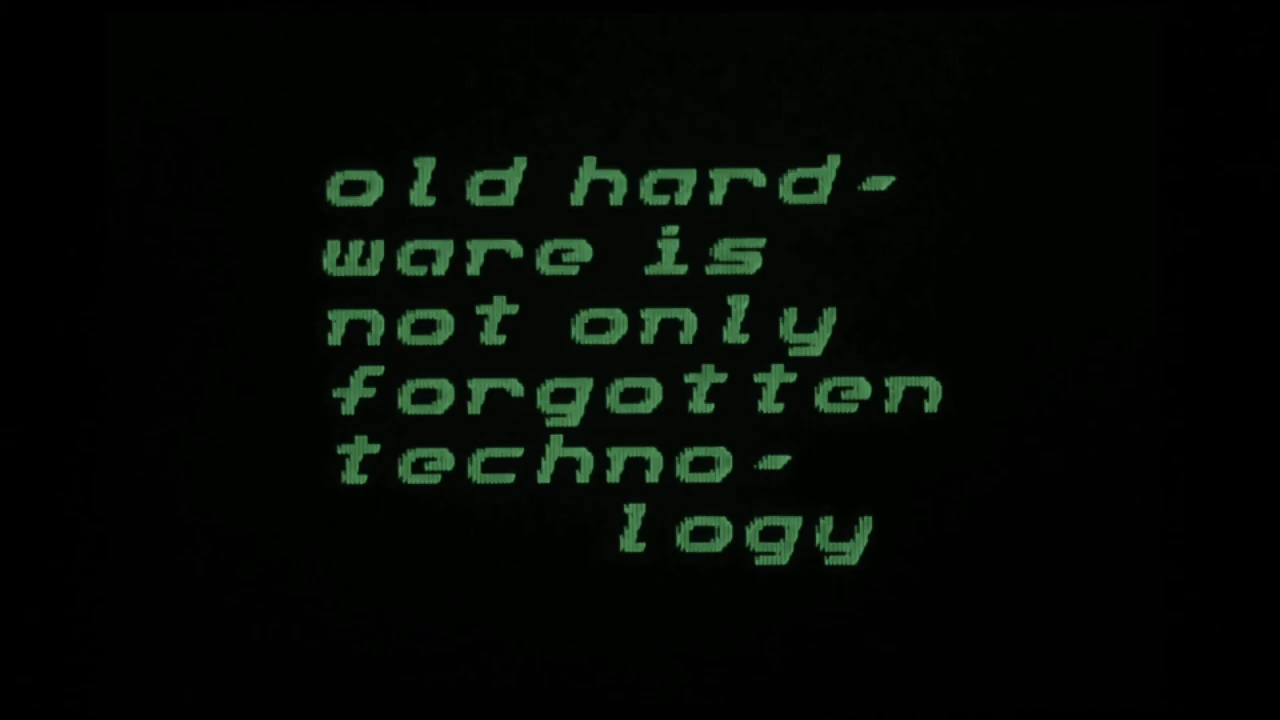 old hard-
ware is
not only
forgotten
techno-
logy